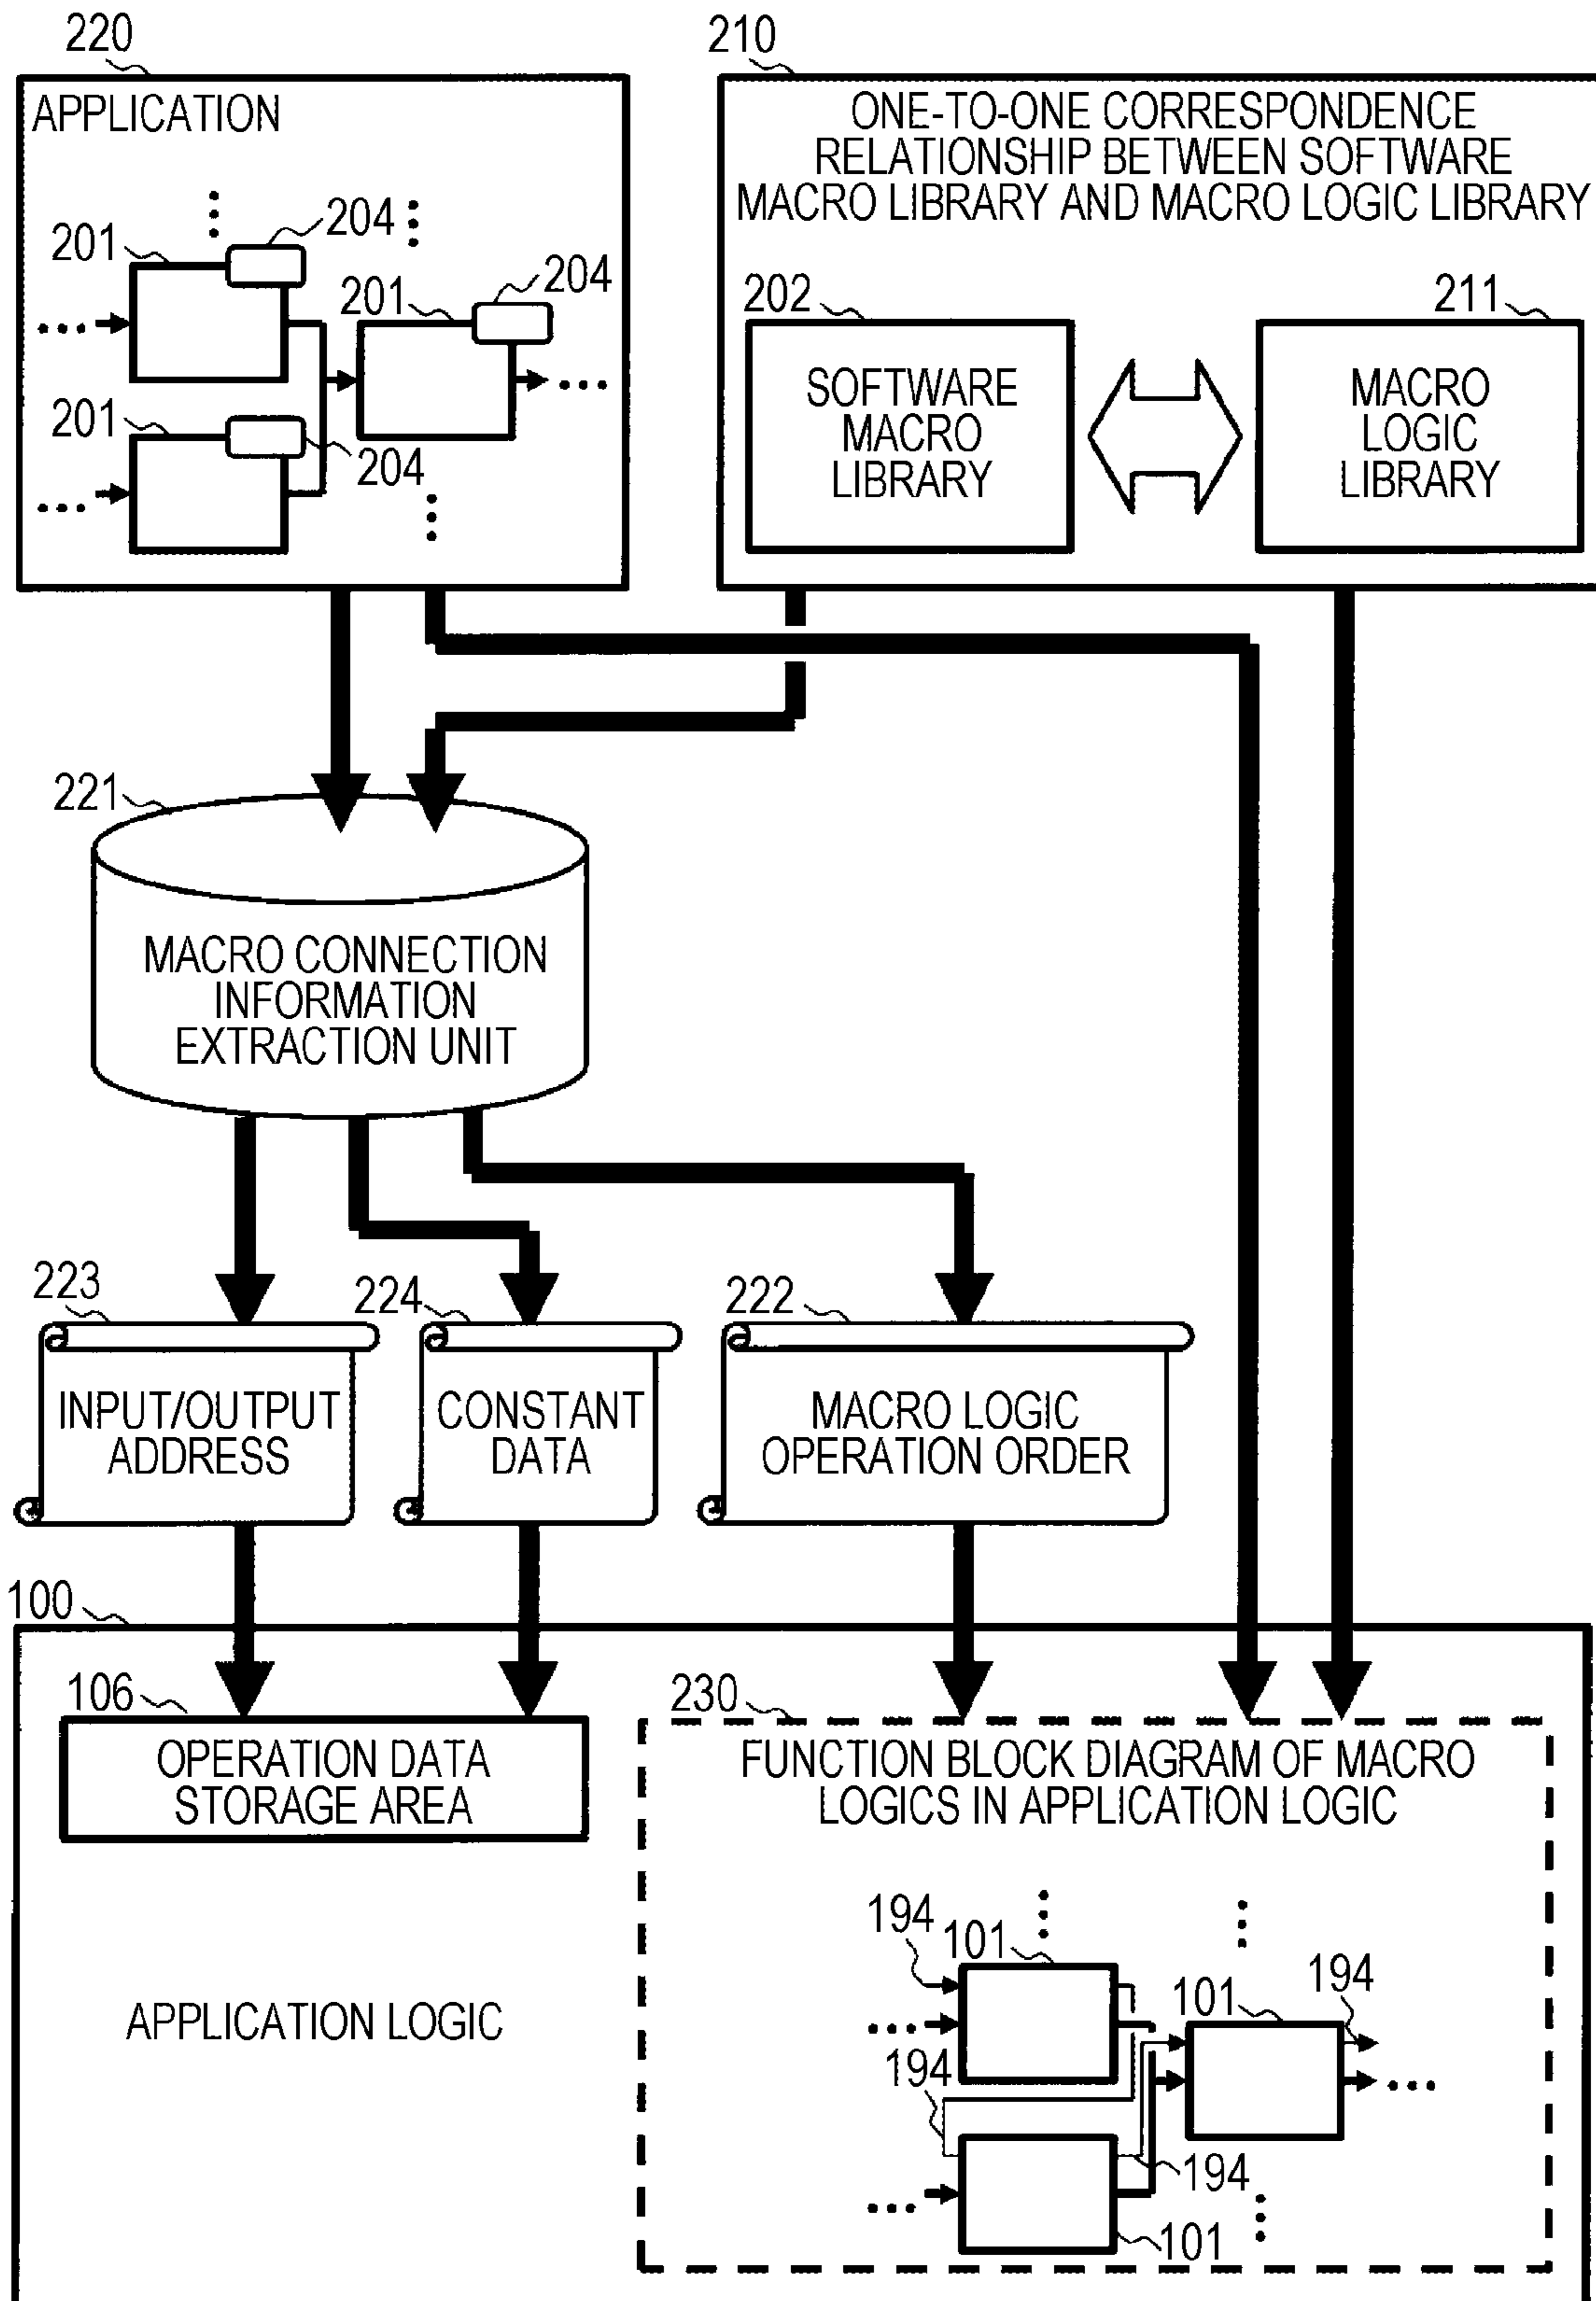 220
210
APPLICATION
ONE-TO-ONE CORRESPONDENCE
RELATIONSHIP BETWEEN SOFTWARE
MACRO LIBRARY AND MACRO LOGIC LIBRARY
204
201
204
201
202
211
SOFTWARE
MACRO
LIBRARY
MACRO
LOGIC
LIBRARY
201
204
221
MACRO CONNECTION
INFORMATION
EXTRACTION UNIT
223
224
222
INPUT/OUTPUT
ADDRESS
CONSTANT
DATA
MACRO LOGIC
OPERATION ORDER
100
106
230
OPERATION DATA
STORAGE AREA
FUNCTION BLOCK DIAGRAM OF MACRO
LOGICS IN APPLICATION LOGIC
194
101
194
101
APPLICATION LOGIC
194
194
101